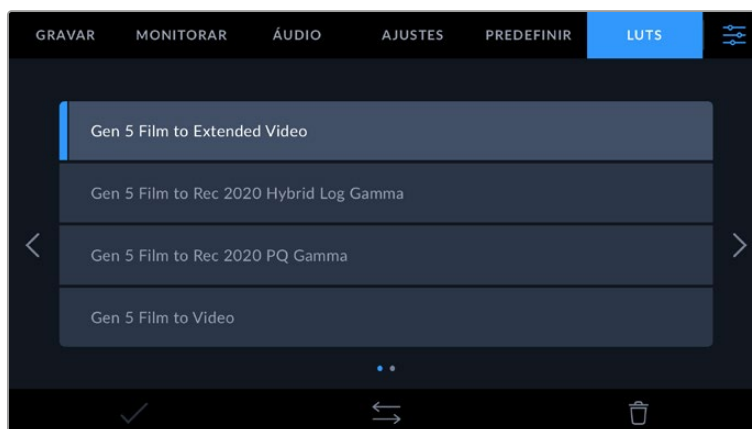 GRAVAR MONITORAR ÁUDIO AJUSTES PREDEFINIR LUTS
Gen 5 Film to Extended Video
Gen 5 Film to Rec 2020 Hybrid Log Gamma
Gen 5 Film to Rec 2020 PQ Gamma
Gen 5 Film to Video